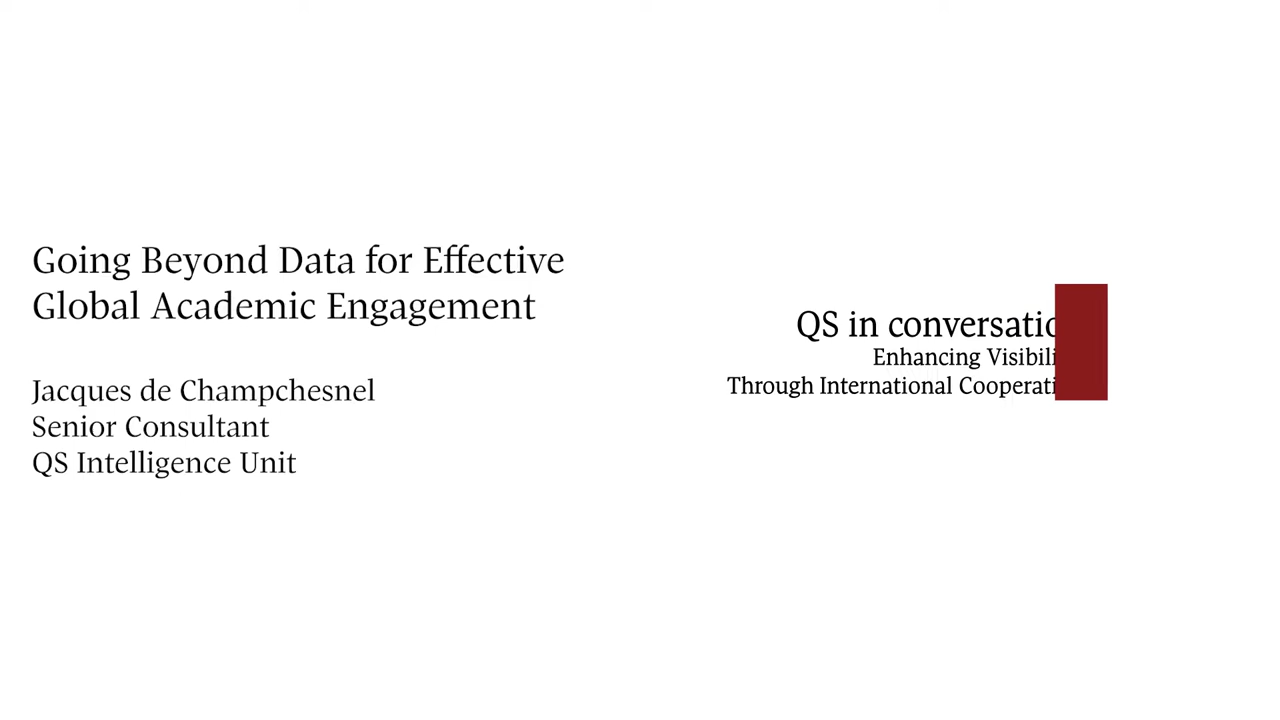 Going Beyond Data for Effective
Global Academic Engagement
Jacques de Champchesnel
Senior Consultant
QS Intelligence Unit
QS in conversatio
Enhancing Visibili
Through International Cooperati